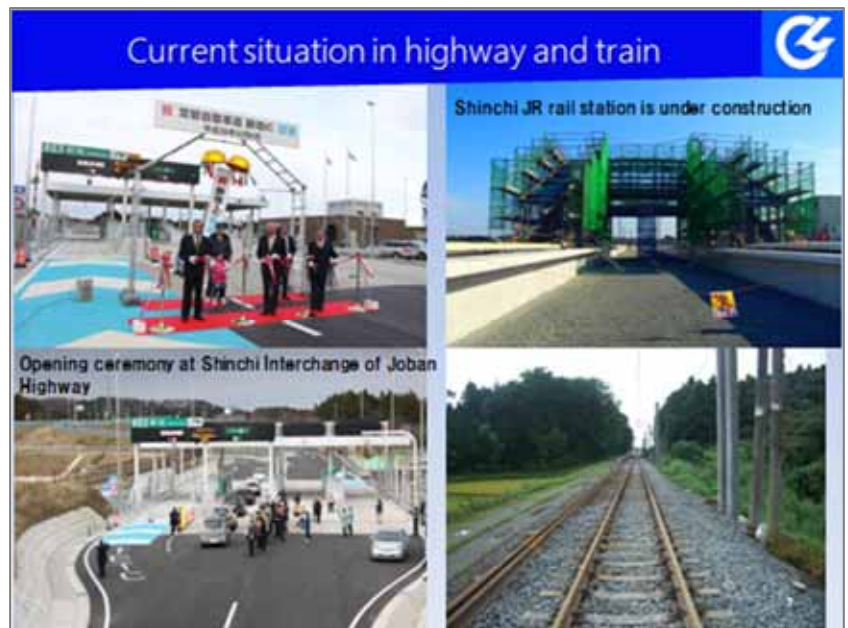 Current situation in highway and train
Shinchi JR rail station is under construction
Opening ceremony at Shinchi Interchange of Joban
Highway
7